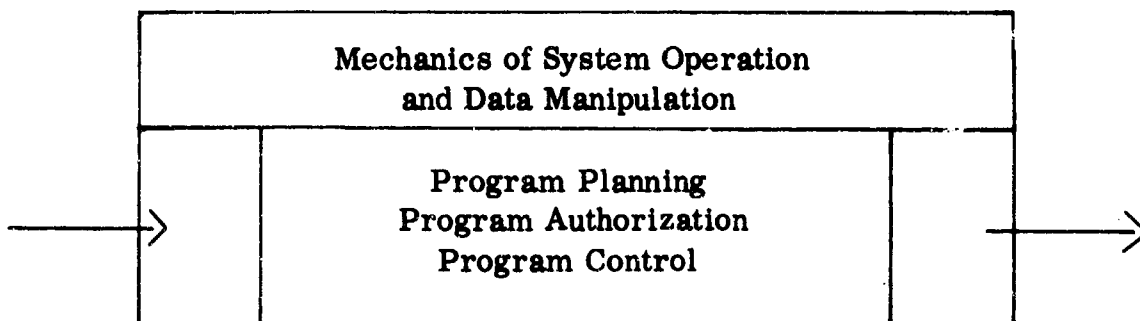 Mechanics of System Operation
and Data Manipulation
Program Planning
Program Authorization
Program Control